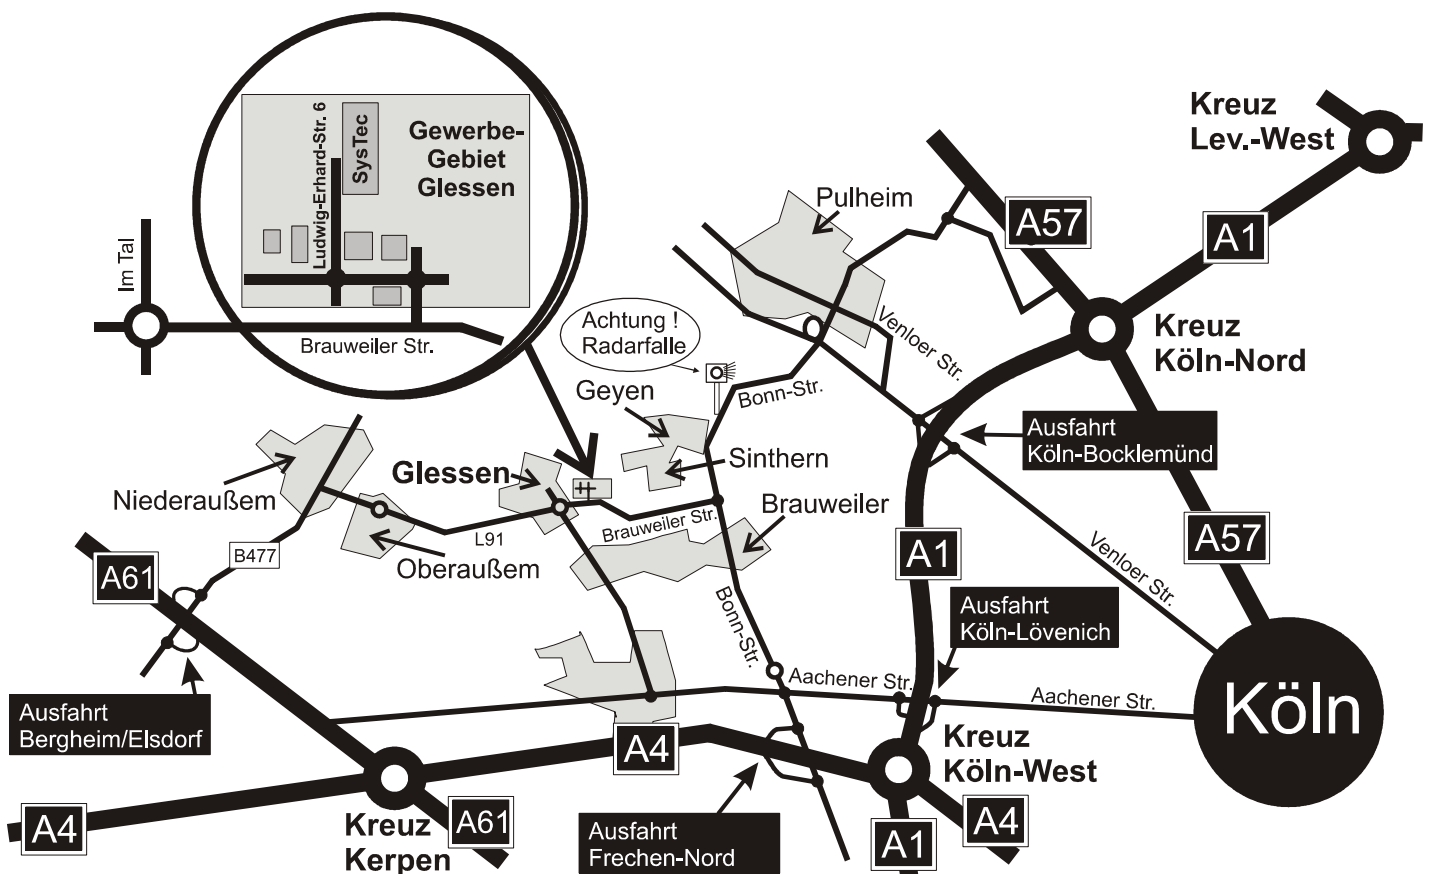 Ludwig-Erhard-Str. 6
SysTec
Gewerbe-
Gebiet
Glessen
Im Tal
Brauweiler Str.
Kreuz
Lev.-West
A57
A1
Pulheim
Kreuz
Köln-Nord
Achtung !
Radarfalle
Venloer Str.
Geyen
Bonn-Str.
Ausfahrt
Köln-Bocklemünd
Glessen
Sinthern
Niederaußem
Brauweiler
Brauweiler Str.
L91
B477
Oberaußem
A61
A1
A57
Venloer Str.
Ausfahrt
Köln-Lövenich
Bonn-Str.
Aachener Str.
Aachener Str.
Köln
Ausfahrt
Bergheim/Elsdorf
A4
Kreuz
Köln-West
A4
Kreuz
Kerpen
A61
Ausfahrt
Frechen-Nord
A1
A4